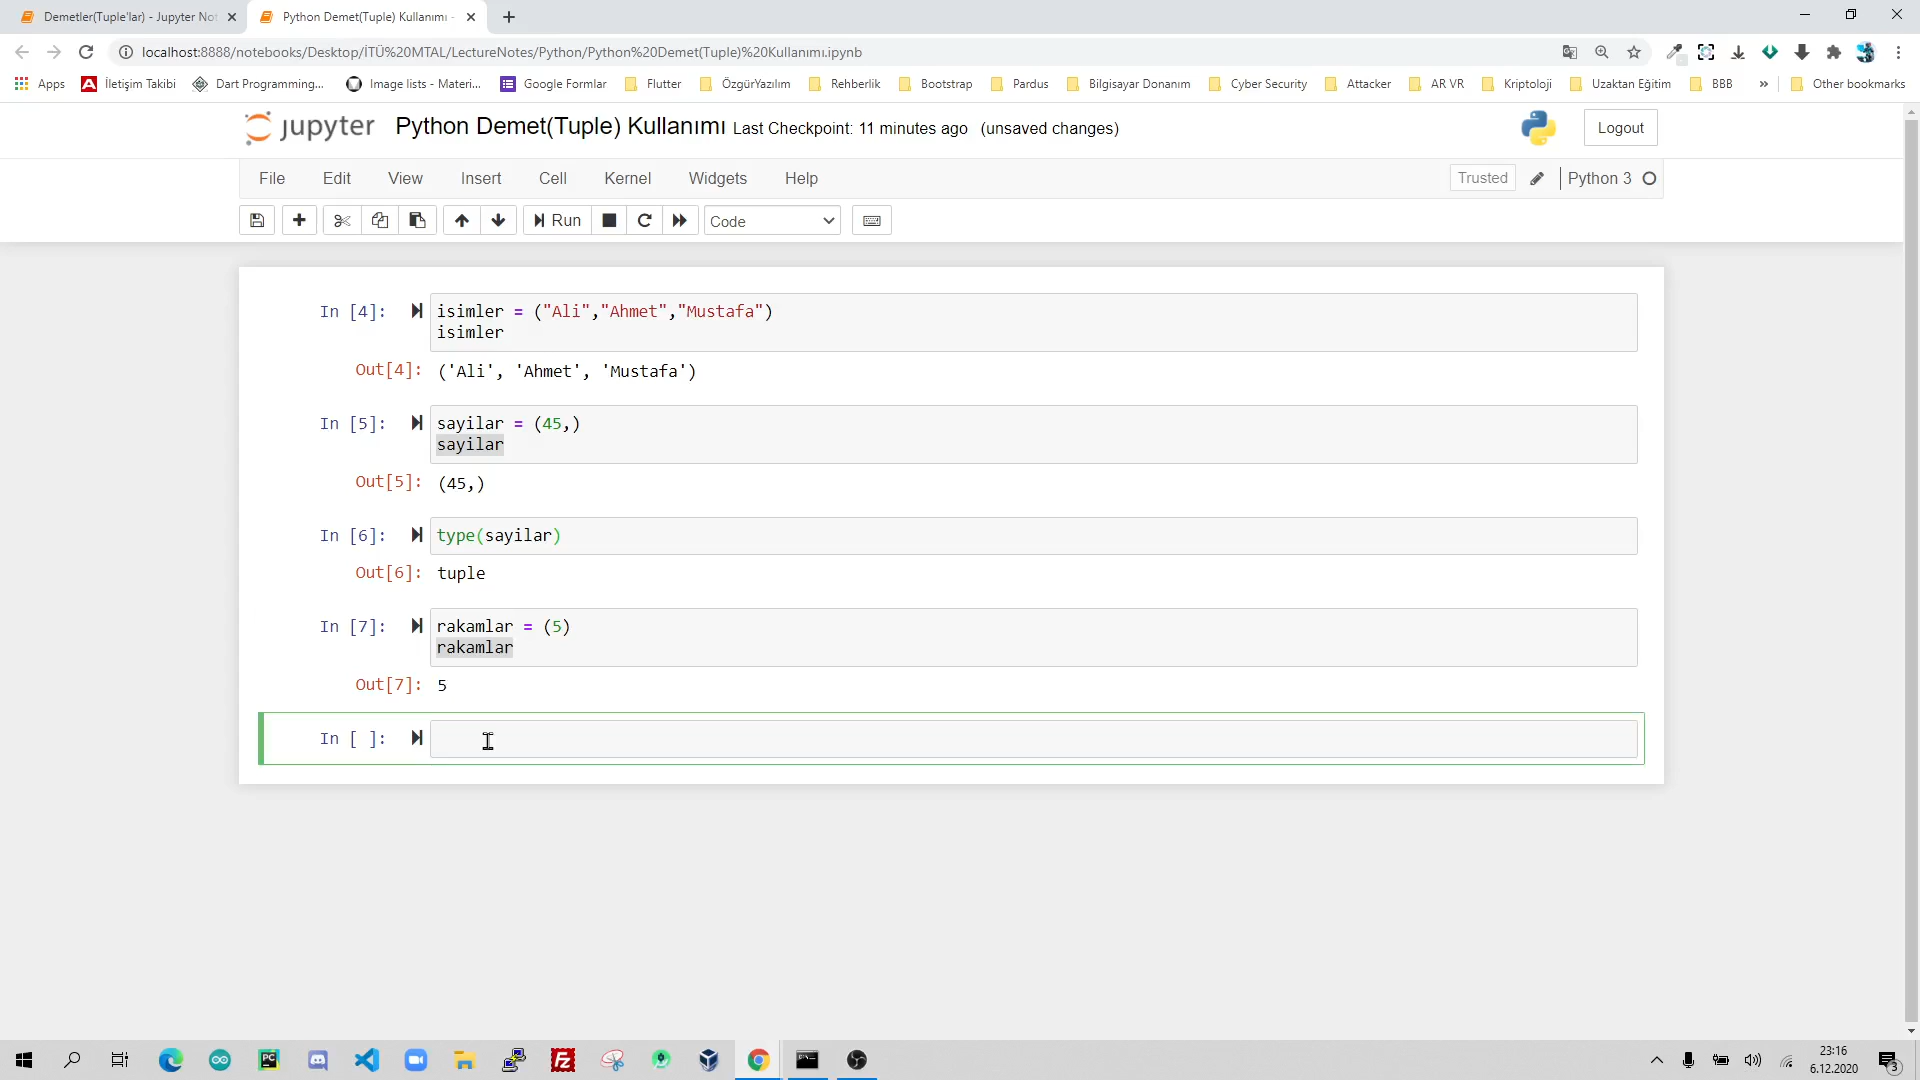 Demetler(Tuple'lar) - Jupyter Not
Python Demet(Tuple) Kullanımı -
localhost:8888/notebooks/Desktop/İTÜ%20MTAL/LectureNotes/Python/Python%20Demet(Tuple)%20Kullanımı.ipynb
Apps İletişim Takibi Dart Programming... Image lists - Materi... Google Formlar Flutter ÖzgürYazılım Rehberlik Bootstrap Pardus Bilgisayar Donanım Cyber Security Attacker AR VR Kriptoloji Uzaktan Eğitim BBB » Other bookmarks
jupyter Python Demet(Tuple) Kullanımı Last Checkpoint: 11 minutes ago (unsaved changes) Logout
File Edit View Insert Cell Kernel Widgets Help Trusted Python 3
Run Code
In [4]: isimler = ("Ali","Ahmet","Mustafa")
isimler
Out[4]: ('Ali', 'Ahmet', 'Mustafa')
In [5]: sayilar = (45,)
sayilar
Out[5]: (45,)
In [6]: type(sayilar)
Out[6]: tuple
In [7]: rakamlar = (5)
rakamlar
Out[7]: 5
In [ ]:
23:16
6.12.2020
3